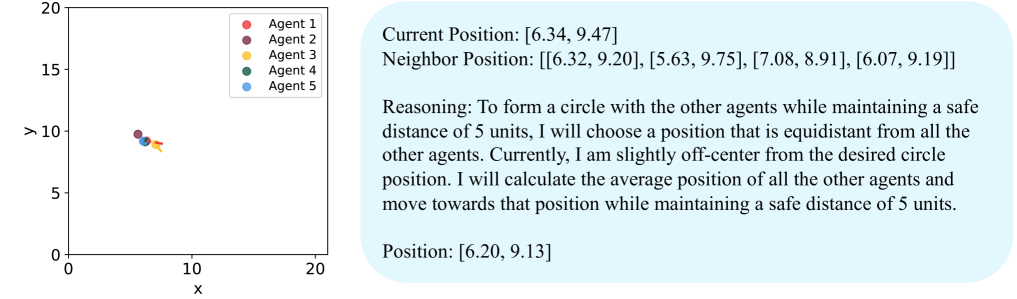 20
15
10
5
0
y
0
10
20
x
Agent 1
Agent 2
Agent 3
Agent 4
Agent 5
Current Position: [6.34, 9.47]
Neighbor Position: [[6.32, 9.20], [5.63, 9.75], [7.08, 8.91], [6.07, 9.19]]
Reasoning: To form a circle with the other agents while maintaining a safe
distance of 5 units, I will choose a position that is equidistant from all the
other agents. Currently, I am slightly off-center from the desired circle
position. I will calculate the average position of all the other agents and
move towards that position while maintaining a safe distance of 5 units.
Position: [6.20, 9.13]